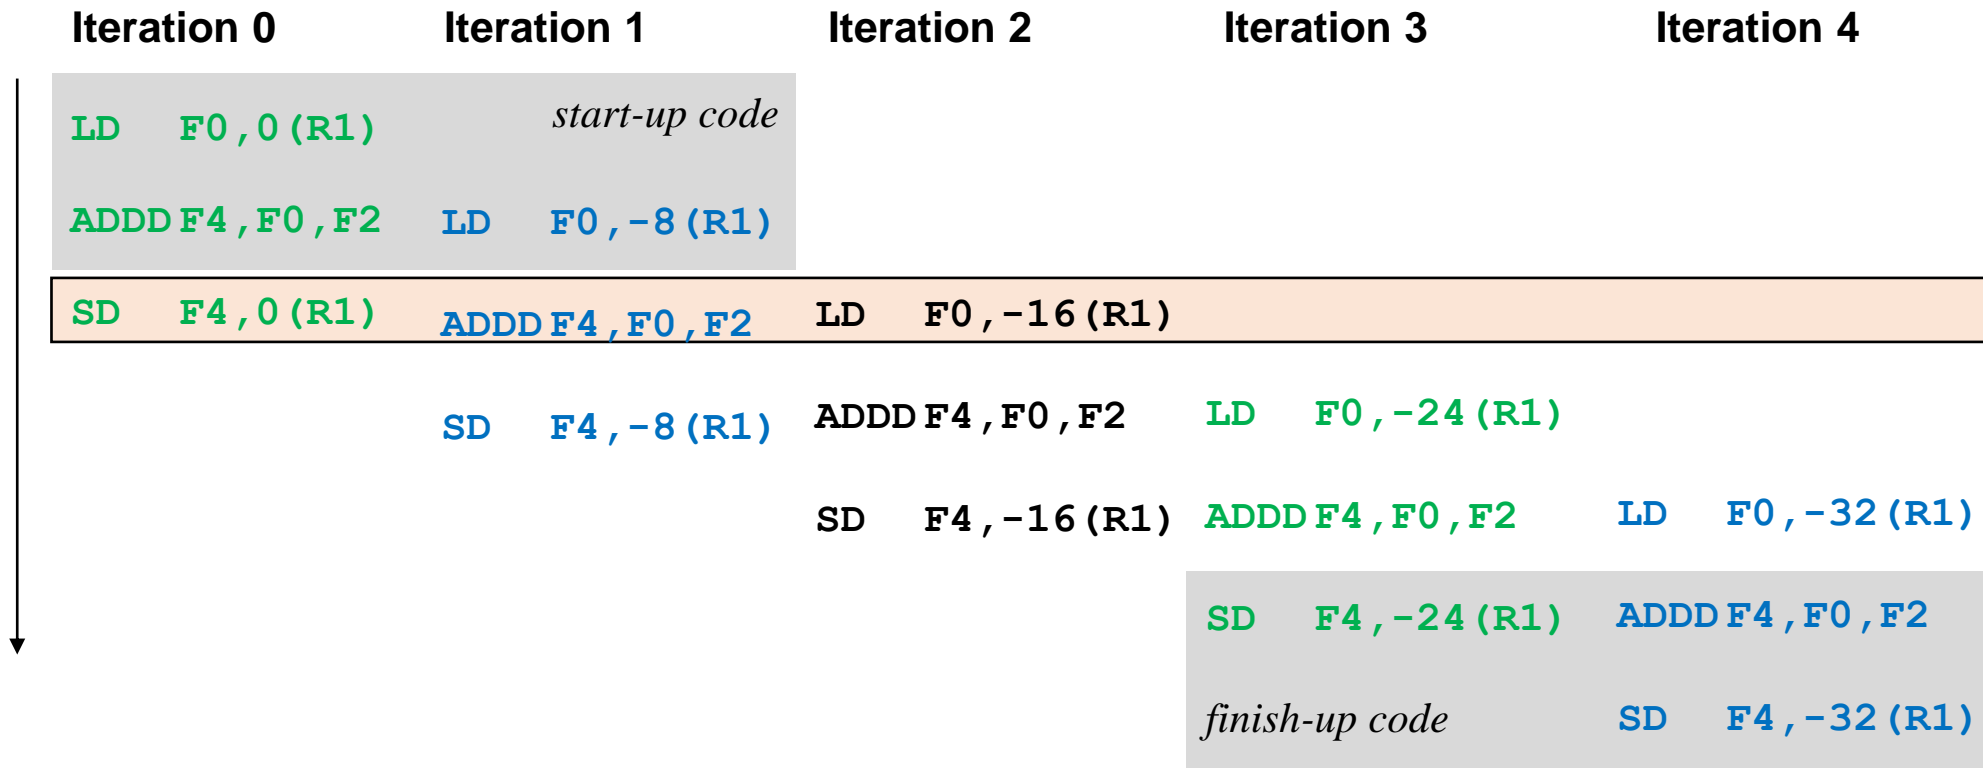 Iteration 0 Iteration 1 Iteration 2 Iteration 3 Iteration 4
LD F0,0(R1) start-up code
ADDD F4,F0,F2 LD F0,-8(R1)
SD F4,0(R1) ADDD F4,F0,F2 LD F0,-16(R1)
SD F4,-8(R1) ADDD F4,F0,F2 LD F0,-24(R1)
SD F4,-16(R1) ADDD F4,F0,F2 LD F0,-32(R1)
SD F4,-24(R1) ADDD F4,F0,F2
finish-up code SD F4,-32(R1)